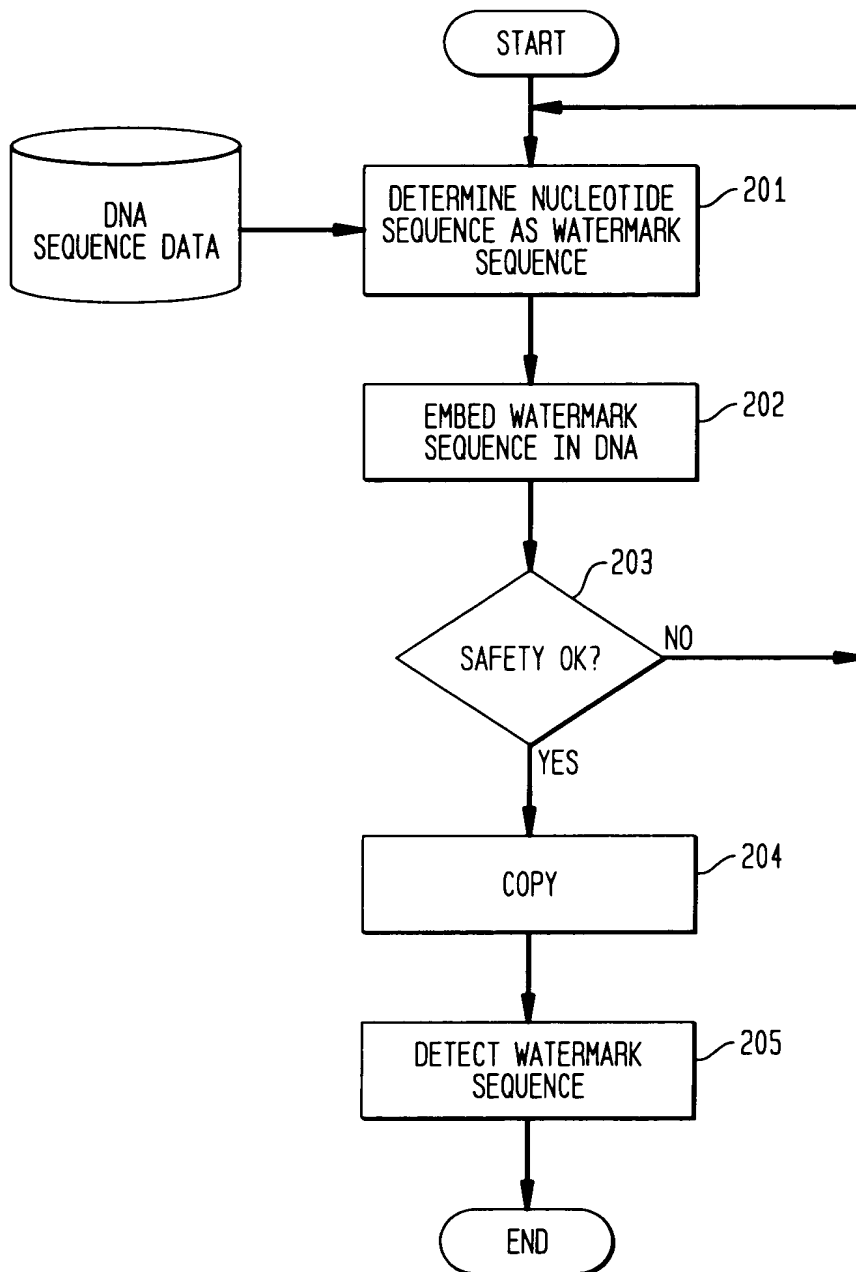 START
DNA
SEQUENCE DATA
DETERMINE NUCLEOTIDE
SEQUENCE AS WATERMARK
SEQUENCE
201
EMBED WATERMARK
SEQUENCE IN DNA
202
203
SAFETY OK?
NO
YES
COPY
204
DETECT WATERMARK
SEQUENCE
205
END